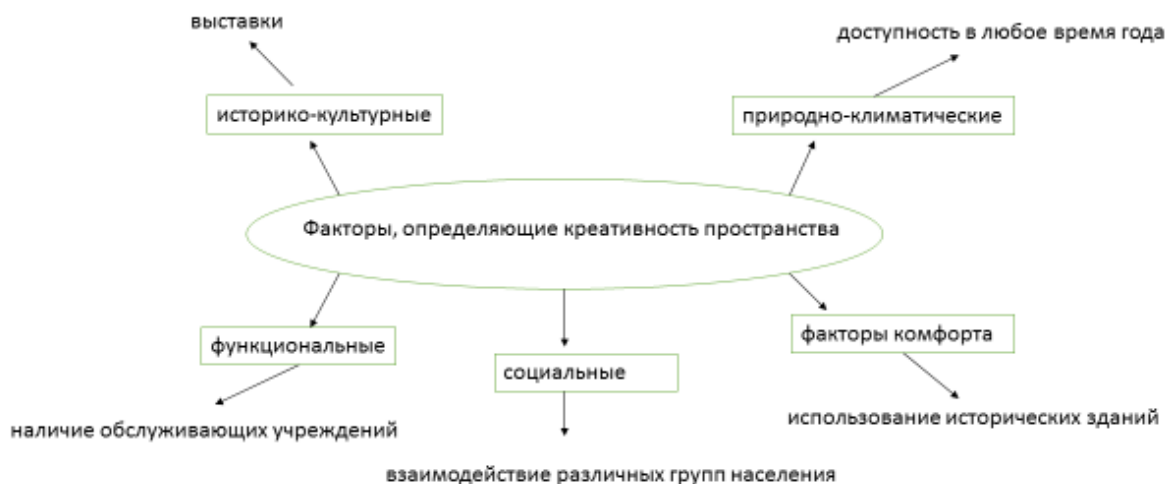 выставки
доступность в любое время года
историко-культурные
природно-климатические
Факторы, определяющие креативность пространства
функциональные
социальные
факторы комфорта
наличие обслуживающих учреждений
использование исторических зданий
взаимодействие различных групп населения